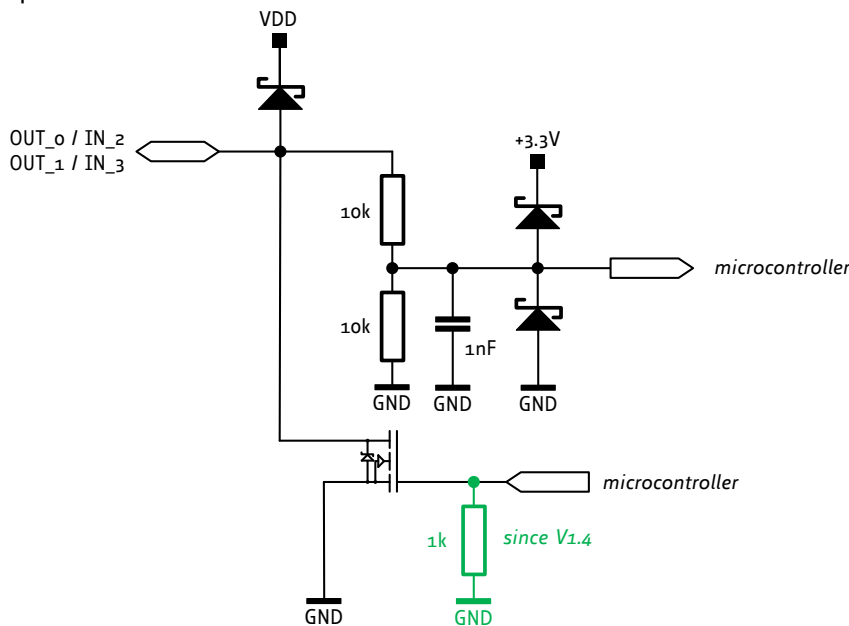 VDD
OUT_0 / IN_2
OUT_1 / IN_3
+3.3V
10k
microcontroller
10k
1nF
GND
GND
GND
microcontroller
1k
since V1.4
GND
GND